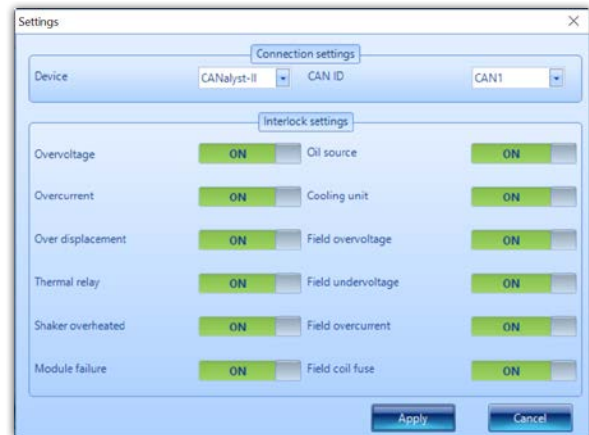 Settings
Connection settings
Device CANalyst-II CAN ID CAN1
Interlock settings
Overvoltage ON Oil source ON
Overcurrent ON Cooling unit ON
Over displacement ON Field overvoltage ON
Thermal relay ON Field undervoltage ON
Shaker overheated ON Field overcurrent ON
Module failure ON Field coil fuse ON
Apply Cancel